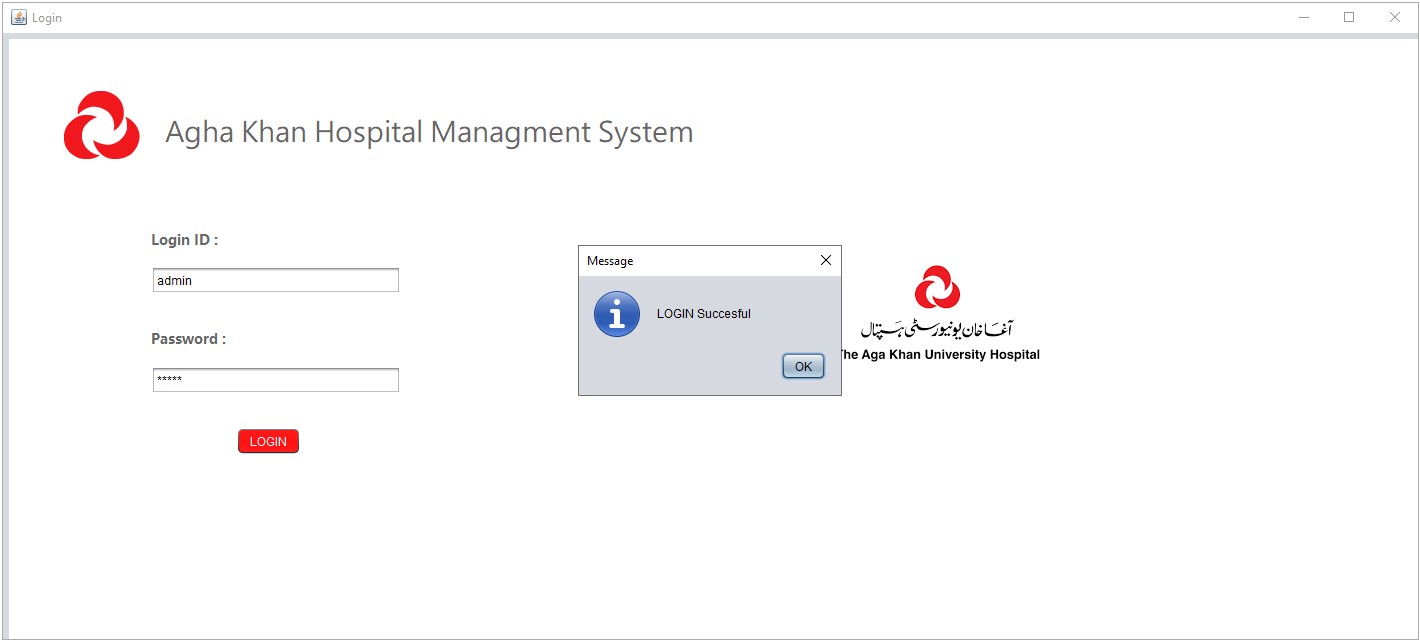 Login
Agha Khan Hospital Managment System
Login ID :
admin
Password :
*****
LOGIN
Message
LOGIN Succesful
OK
آغا خان یونیورسٹی ہسپتال
The Aga Khan University Hospital